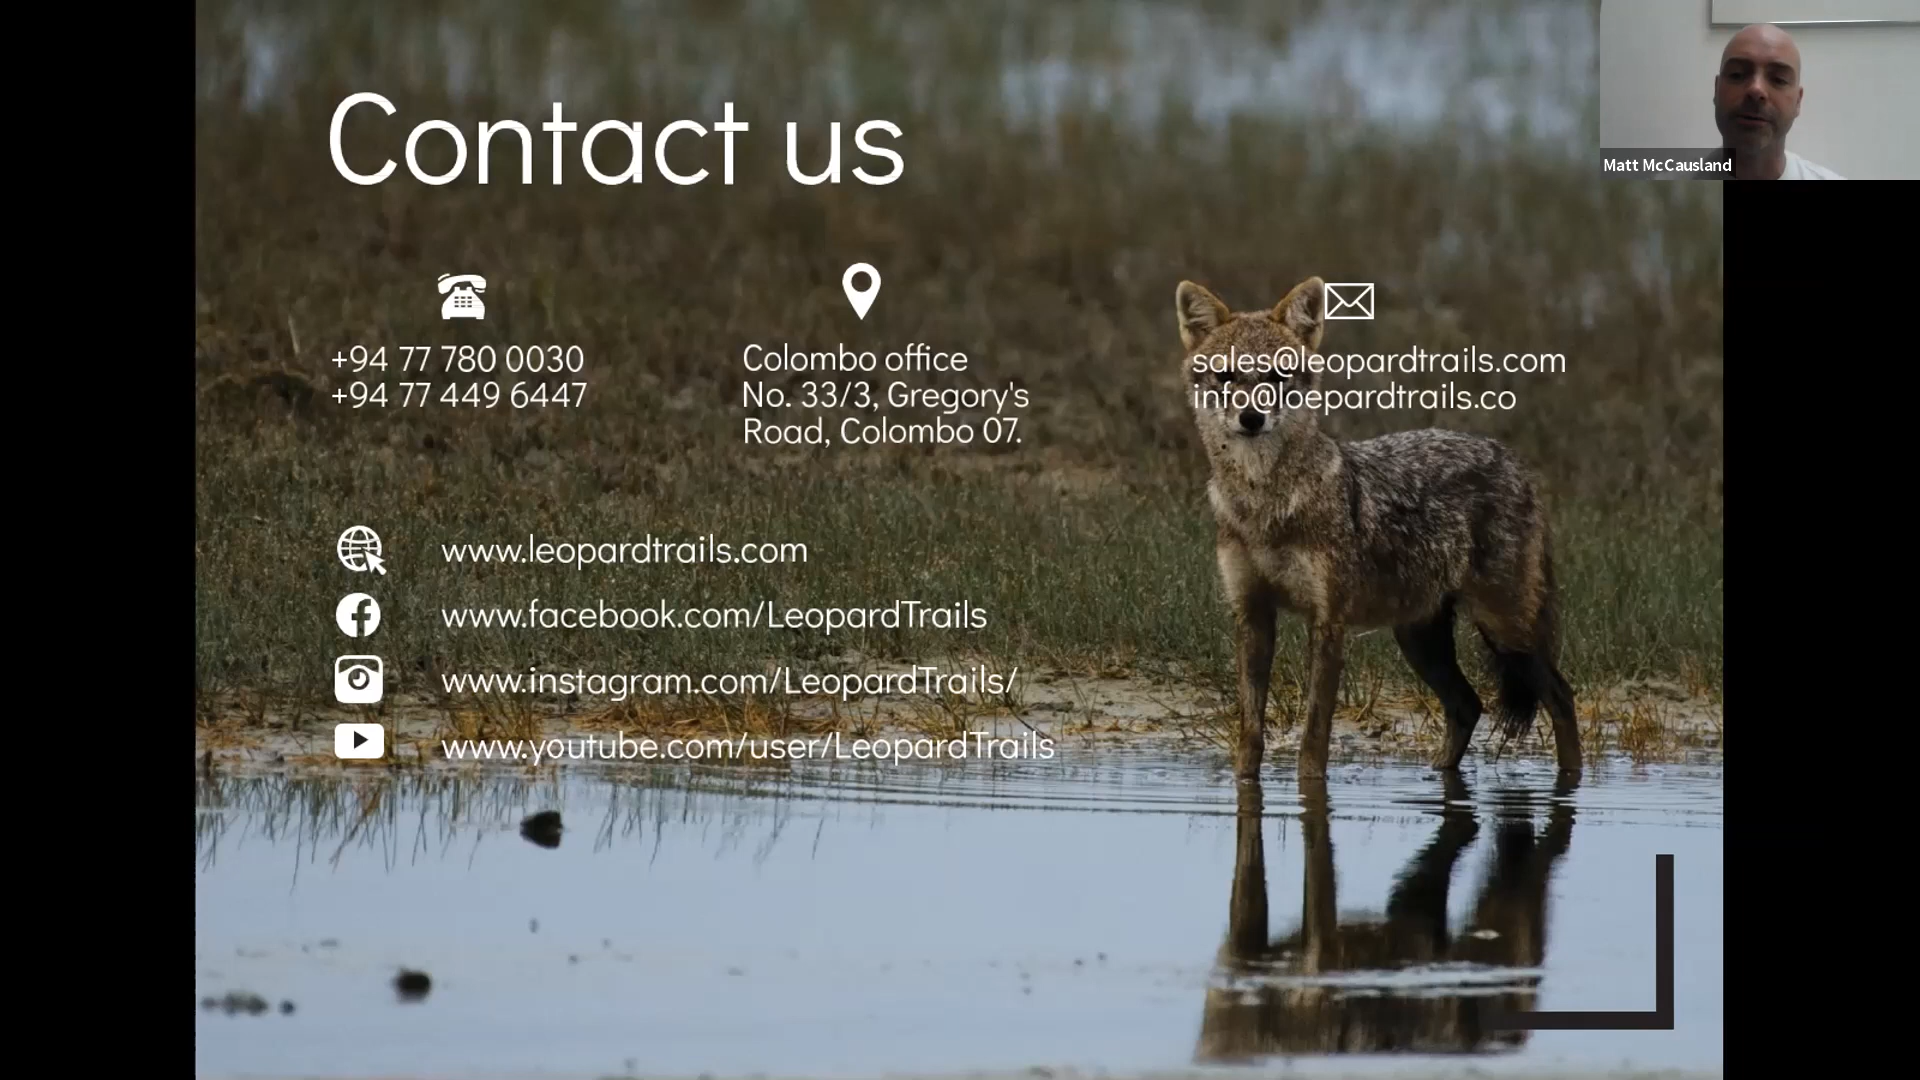 Contact us
+94 77 780 0030
+94 77 449 6447
Colombo office
No. 33/3, Gregory's
Road, Colombo 07.
sales@leopardtrails.com
info@loepardtrails.co
www.leopardtrails.com
www.facebook.com/LeopardTrails
www.instagram.com/LeopardTrails/
www.youtube.com/user/LeopardTrails
Matt McCausland